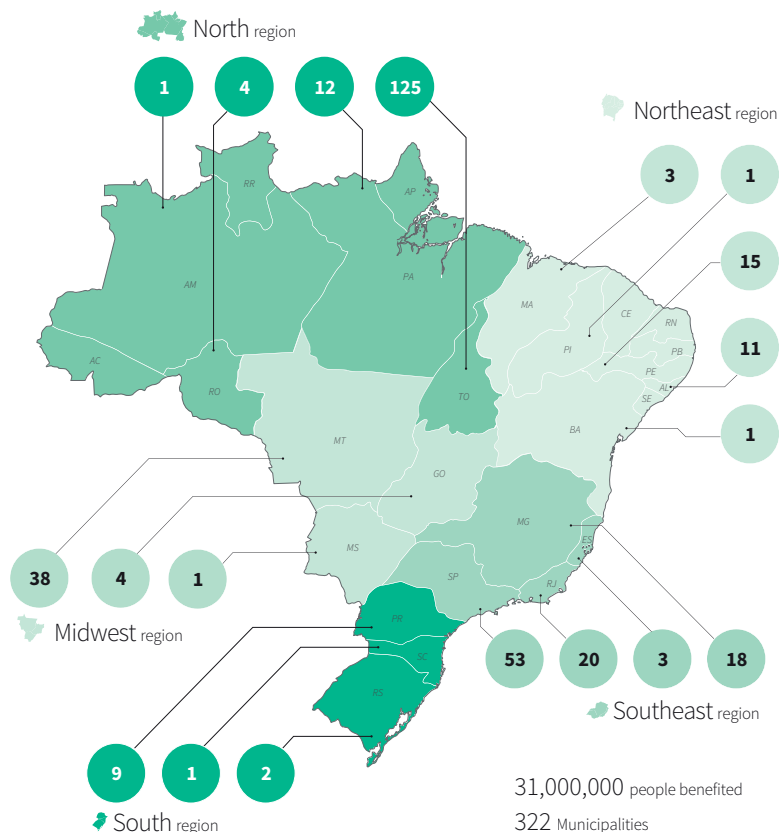 North region
1 4 12 125
Northeast region
3 1
15
11
1
RR AP
AM PA
MA CE RN
PI PB
PE AL
SE
AC RO TO
BA
MT GO
MG ES
MS SP RJ
38 4 1
Midwest region
PR
SC
RS
53 20 3 18
Southeast region
9 1 2
South region
31,000,000 people benefited
322 Municipalities